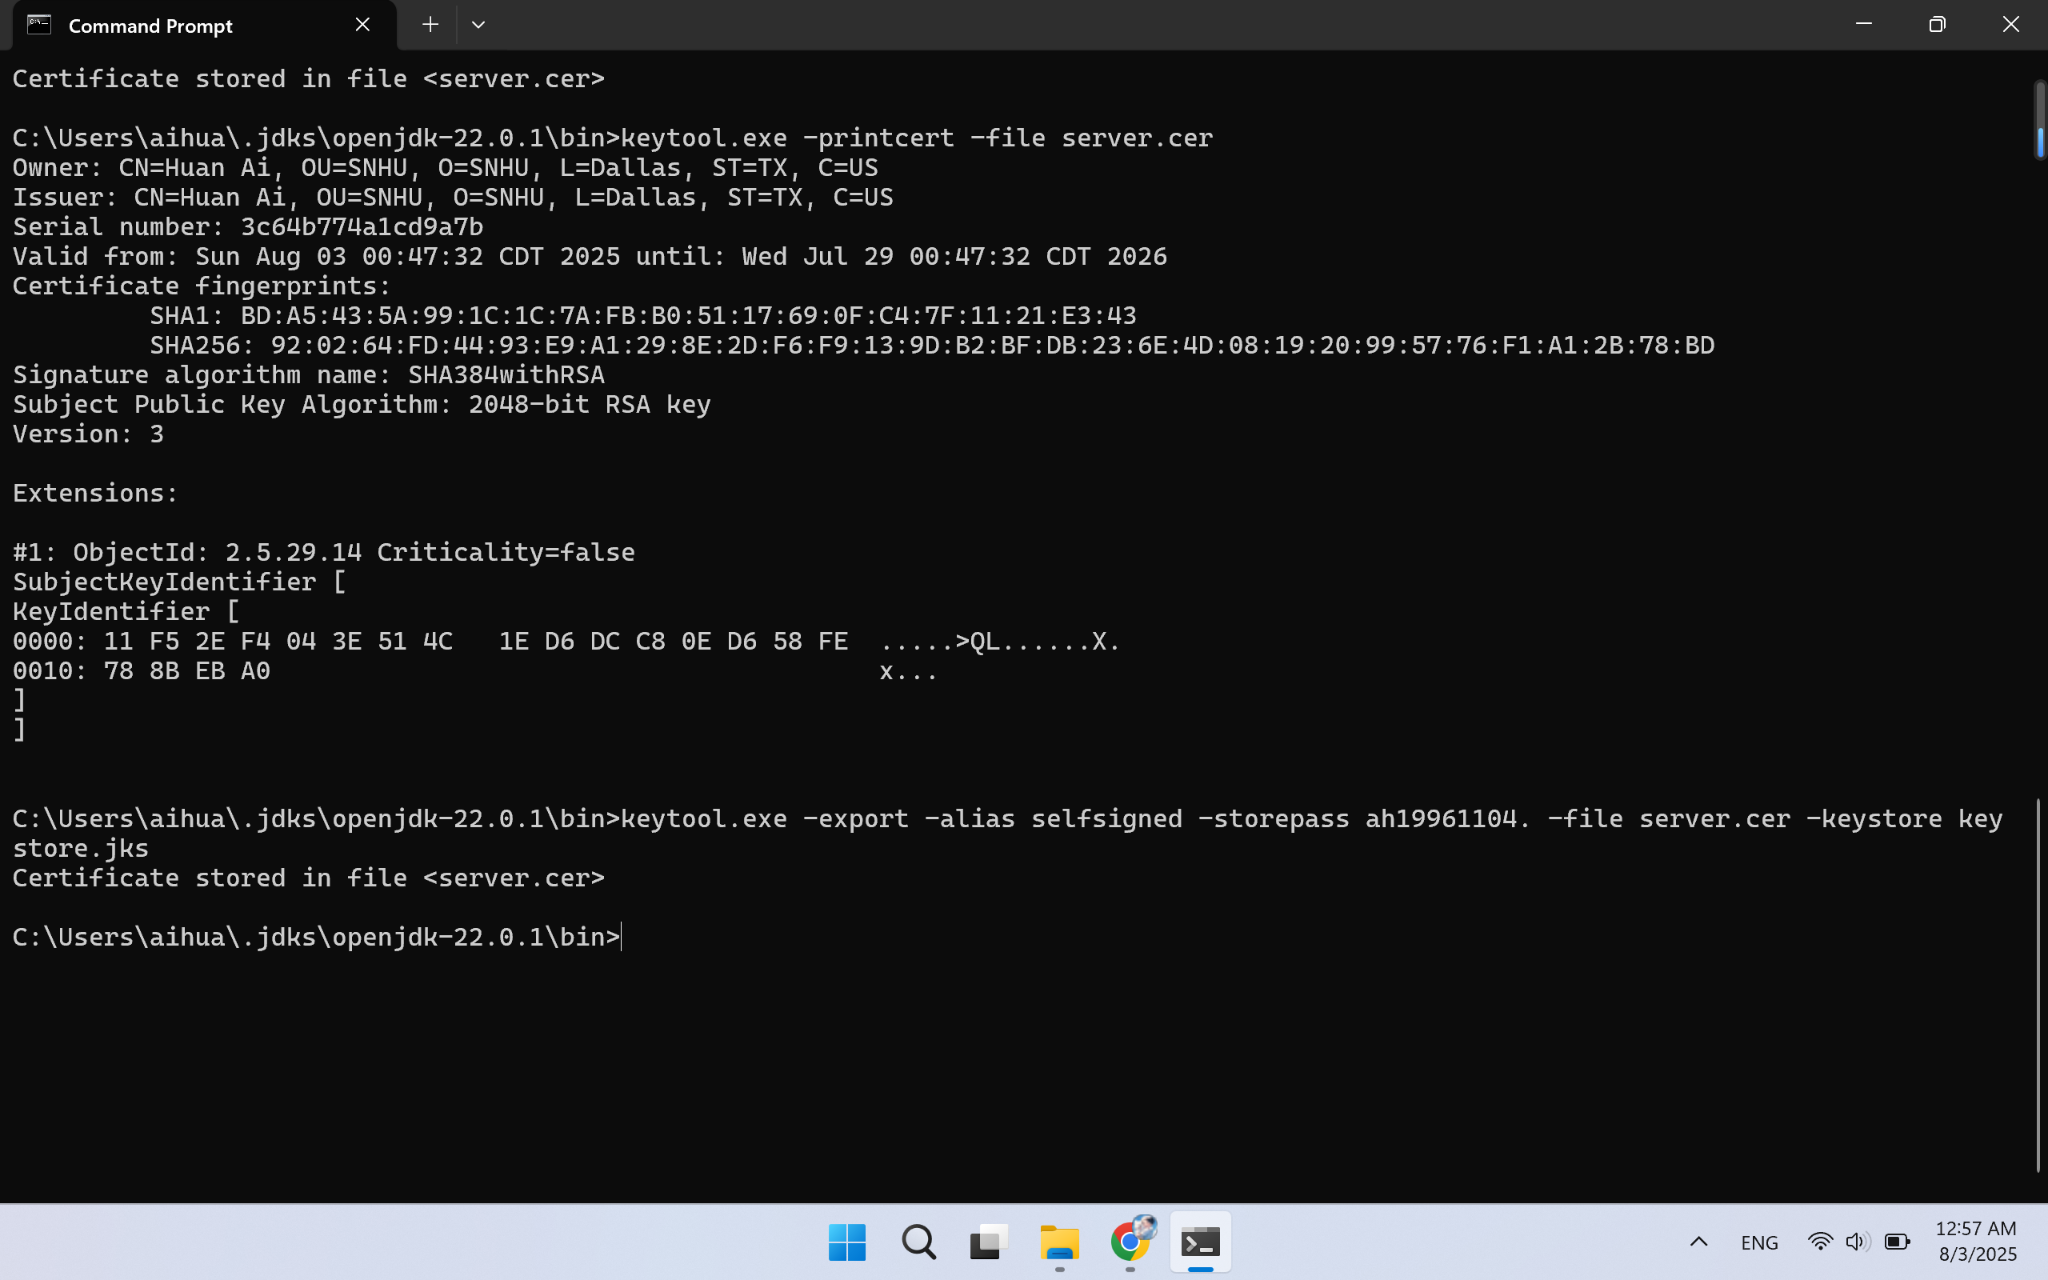 Command Prompt
Certificate stored in file <server.cer>
C:\Users\aihua\.jdks\openjdk-22.0.1\bin>keytool.exe -printcert -file server.cer
Owner: CN=Huan Ai, OU=SNHU, O=SNHU, L=Dallas, ST=TX, C=US
Issuer: CN=Huan Ai, OU=SNHU, O=SNHU, L=Dallas, ST=TX, C=US
Serial number: 3c64b774a1cd9a7b
Valid from: Sun Aug 03 00:47:32 CDT 2025 until: Wed Jul 29 00:47:32 CDT 2026
Certificate fingerprints:
SHA1: BD:A5:43:5A:99:1C:1C:7A:FB:B0:51:17:69:0F:C4:7F:11:21:E3:43
SHA256: 92:02:64:FD:44:93:E9:A1:29:8E:2D:F6:F9:13:9D:B2:BF:DB:23:6E:4D:08:19:20:99:57:76:F1:A1:2B:78:BD
Signature algorithm name: SHA384withRSA
Subject Public Key Algorithm: 2048-bit RSA key
Version: 3
Extensions:
#1: ObjectId: 2.5.29.14 Criticality=false
SubjectKeyIdentifier [
KeyIdentifier [
0000: 11 F5 2E F4 04 3E 51 4C   1E D6 DC C8 0E D6 58 FE  .....>QL......X.
0010: 78 8B EB A0                                        x...
]
]
C:\Users\aihua\.jdks\openjdk-22.0.1\bin>keytool.exe -export -alias selfsigned -storepass ah19961104. -file server.cer -keystore key
store.jks
Certificate stored in file <server.cer>
C:\Users\aihua\.jdks\openjdk-22.0.1\bin>
ENG
12:57 AM
8/3/2025